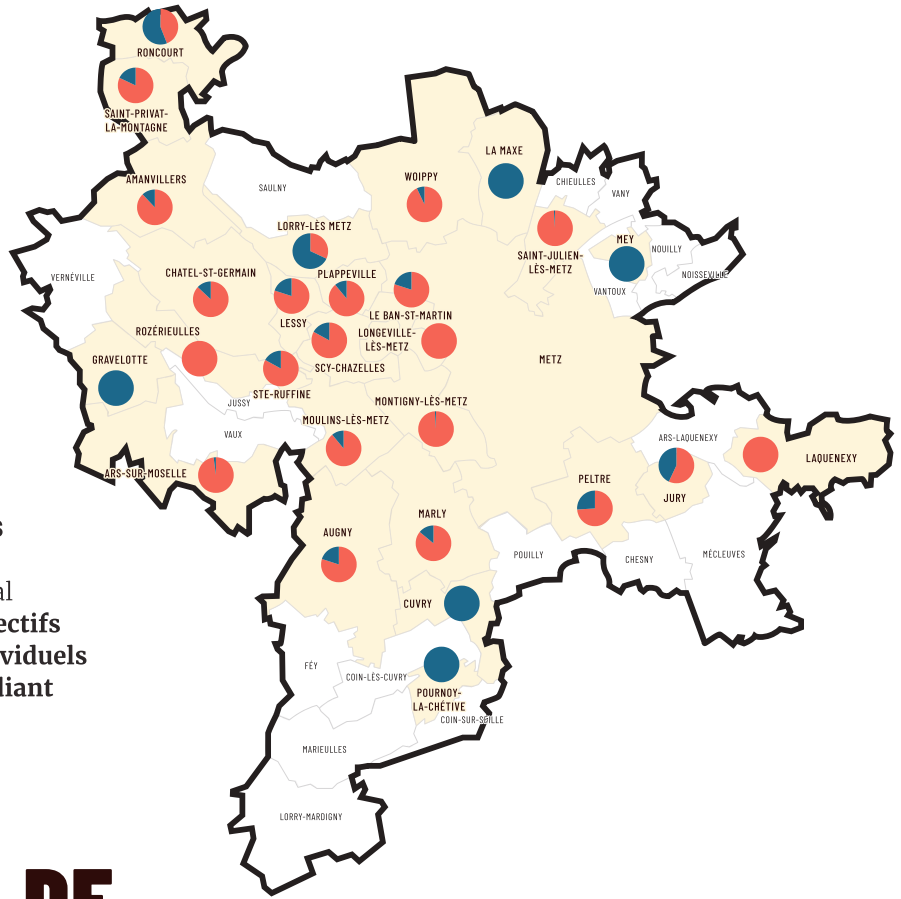 RONCOURT
SAINT-PRIVAT-
LA-MONTAGNE
LA MAXE
AMANVILLERS
WOIPPY
CHIEULLES
SAULNY
VANY
LORRY-LÈS METZ
MEY
NOUILLY
SAINT-JULIEN-
LÈS-METZ
CHATEL-ST-GERMAIN
PLAPPEVILLE
NOISSEVILLE
VERNÉVILLE
VANTOUX
LESSY
LE BAN-ST-MARTIN
ROZÉRIEULLES
LONGEVILLE-
LÈS-METZ
GRAVELOTTE
METZ
SCY-CHAZELLES
STE-RUFFINE
JUSSY
MONTIGNY-LÈS-METZ
MOULINS-LÈS-METZ
VAUX
ARS-LAQUENEXY
LAQUENEXY
ARS-SUR-MOSELLE
PELTRE
JURY
MARLY
s
AUGNY
POUILLY
CHESNY
MÉCLEUVES
al
CUVRY
ectifs
viduels
FÉY
COIN-LÈS-CUVRY
liant
POURNOY-
LA-CHÉTIVE
COIN-SUR-SEILLE
MARIEULLES
LORRY-MARDIGNY
DE